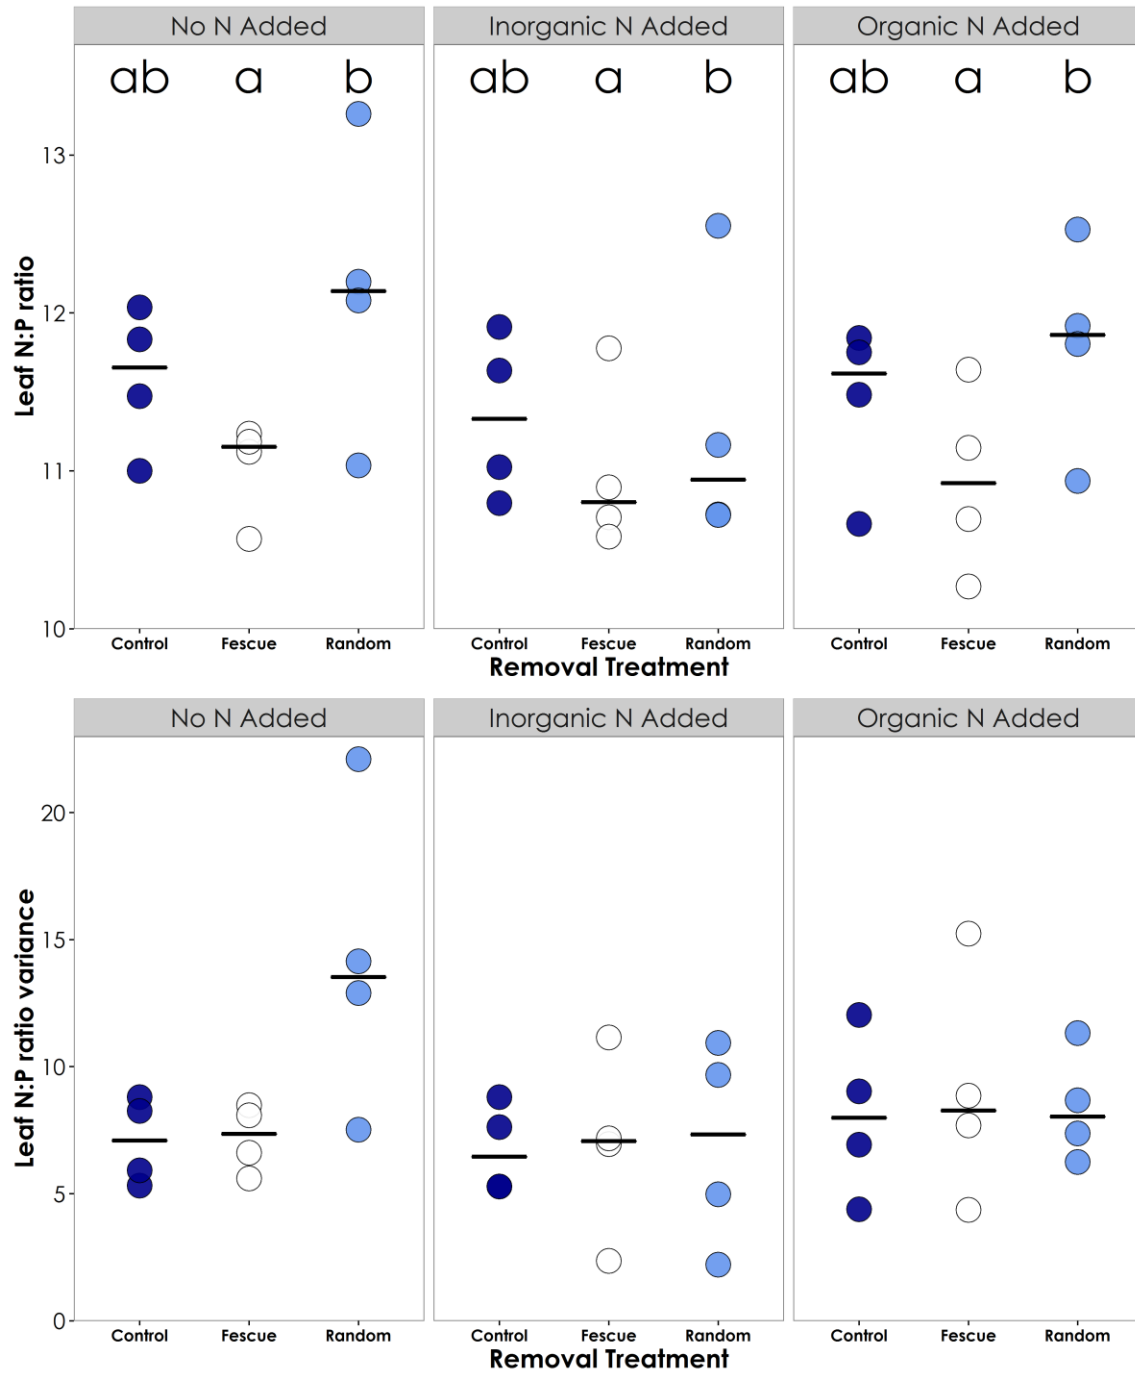 No N Added Inorganic N Added Organic N Added
ab a b ab a b ab a b
13
12
11
10
Leaf N:P ratio
Control Fescue Random Control Fescue Random Control Fescue Random
Removal Treatment
No N Added Inorganic N Added Organic N Added
20
15
10
5
0
Leaf N:P ratio variance
Control Fescue Random Control Fescue Random Control Fescue Random
Removal Treatment